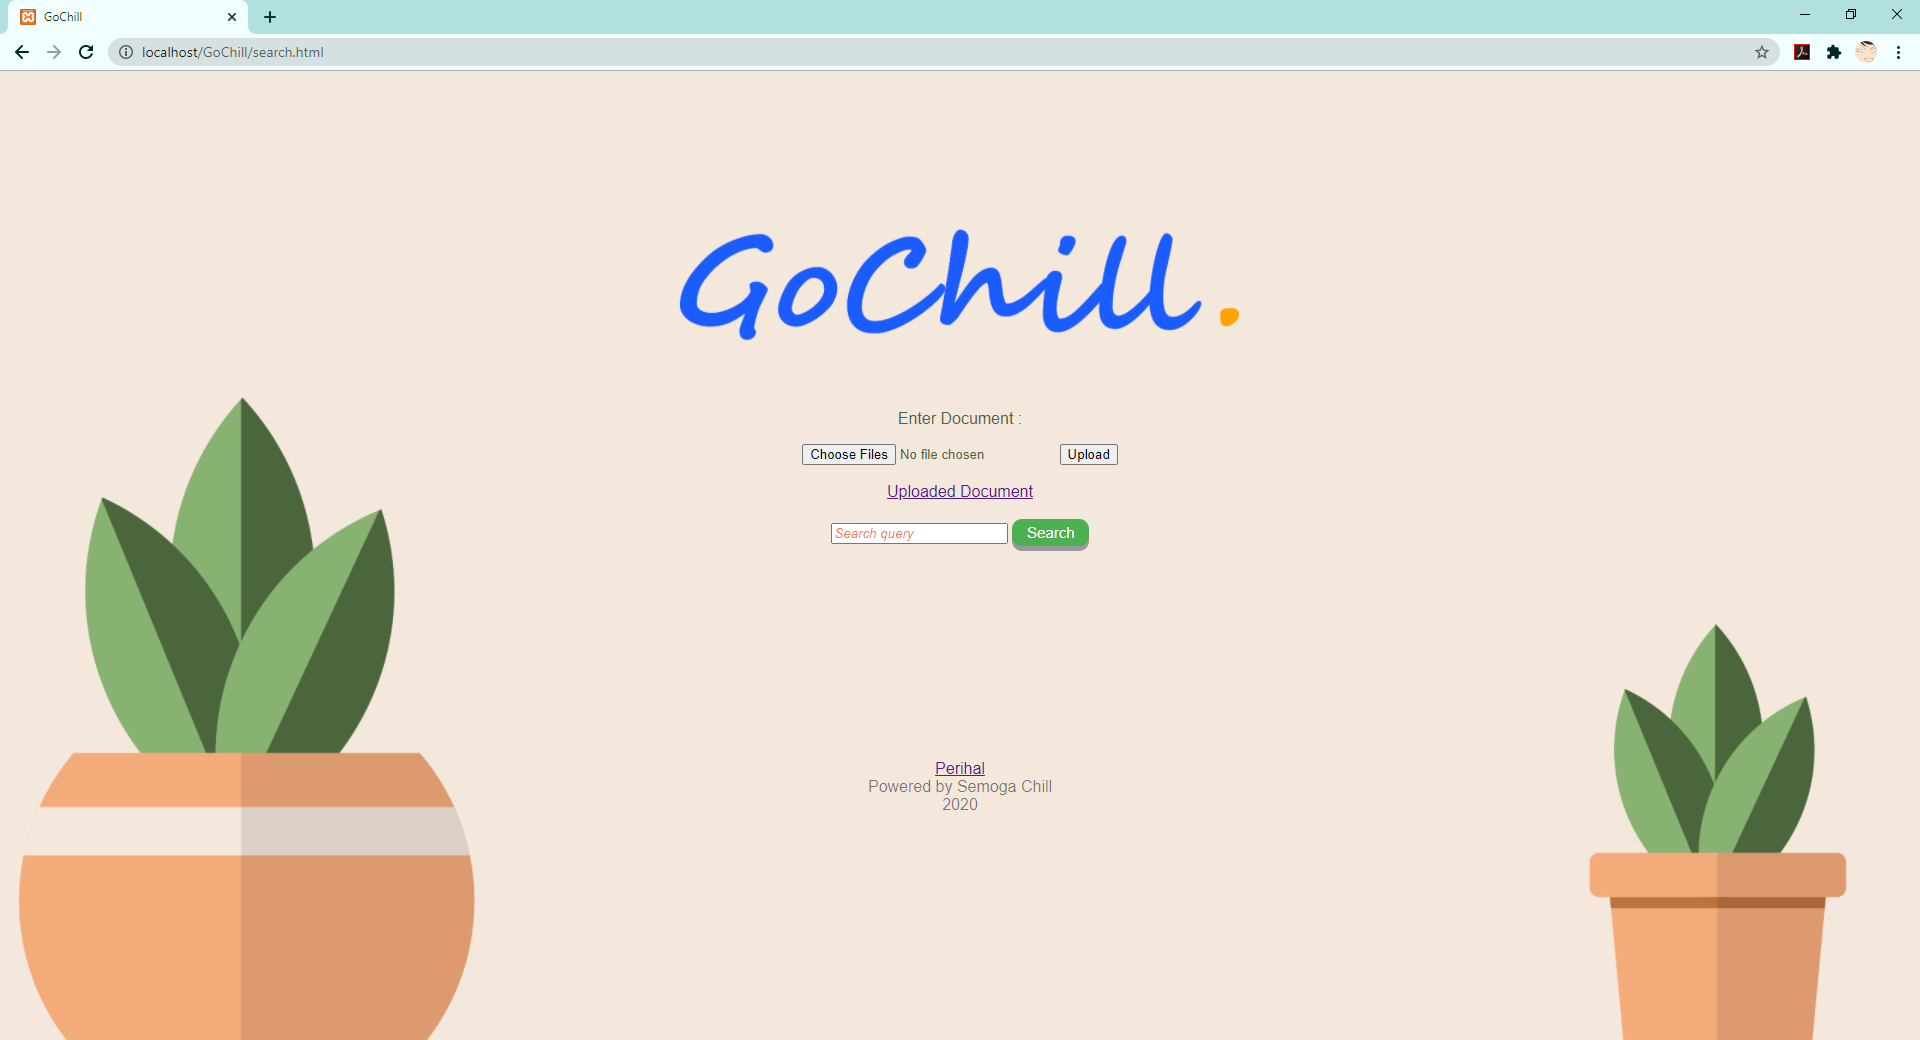 GoChill
localhost/GoChill/search.html
GoChill.
Enter Document :
Choose Files No file chosen Upload
Uploaded Document
Search query Search
Perihal
Powered by Semoga Chill
2020